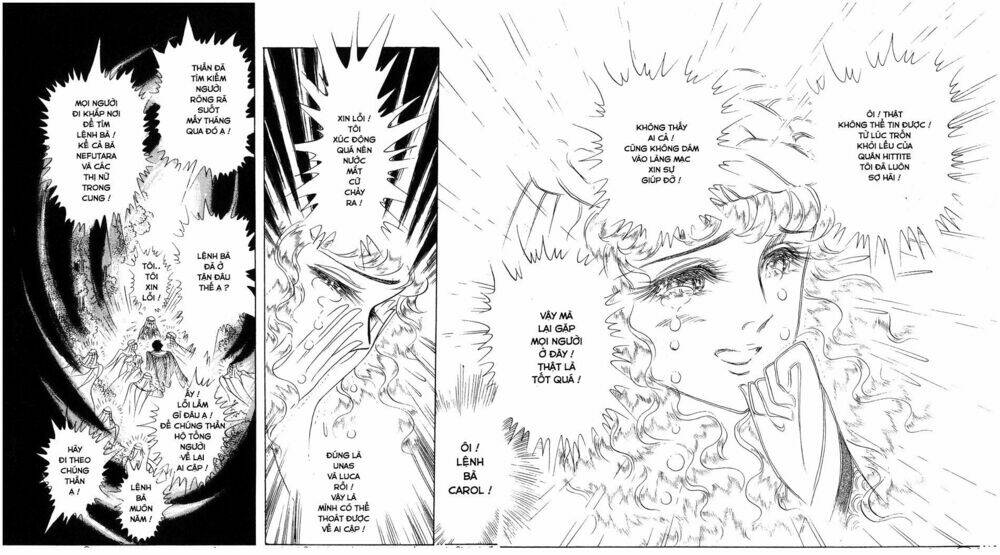 ÔI ! THẬT
KHÔNG THỂ TIN ĐƯỢC !
TỪ LÚC TRỐN
KHỎI LỀU CỦA
QUÂN HITTITE
TÔI ĐÃ LUÔN
SỢ HÃI !
KHÔNG THẤY
AI CẢ !
CŨNG KHÔNG DÁM
VÀO LÀNG MẠC
XIN SỰ
GIÚP ĐỠ !
VẬY MÀ
LẠI GẶP
MỌI NGƯỜI
Ở ĐÂY !
THẬT LÀ
TỐT QUÁ !
ÔI !
LỆNH
BÀ
CAROL !
XIN LỖI !
TÔI
XÚC ĐỘNG
QUÁ NÊN
NƯỚC
MẮT
CỨ
CHẢY
RA !
ĐÚNG LÀ
UNAS
VÀ LUCA
RỒI !
VẬY LÀ
MÌNH CÓ THỂ
THOÁT ĐƯỢC
VỀ AI CẬP !
THẦN ĐÃ
TÌM KIẾM
NGƯỜI
RÒNG RÃ
SUỐT
MẤY THÁNG
QUA ĐÓ Ạ !
MỌI NGƯỜI
ĐI KHẮP NƠI
ĐỂ TÌM
LỆNH BÀ !
KỂ CẢ BÀ
NEFUTARA
VÀ CÁC
THỊ NỮ
TRONG
CUNG !
LỆNH BÀ
ĐÃ Ở
TẬN ĐÂU
THẾ Ạ ?
TÔI..
TÔI
XIN
LỖI !
ẤY !
LỖI LẦM
GÌ ĐÂU Ạ !
ĐỂ CHÚNG THẦN
HỘ TỐNG
NGƯỜI
VỀ LẠI
AI CẬP !
LỆNH
BÀ
MUÔN
NĂM !
HÃY
ĐI THEO
CHÚNG
THẦN
Ạ !